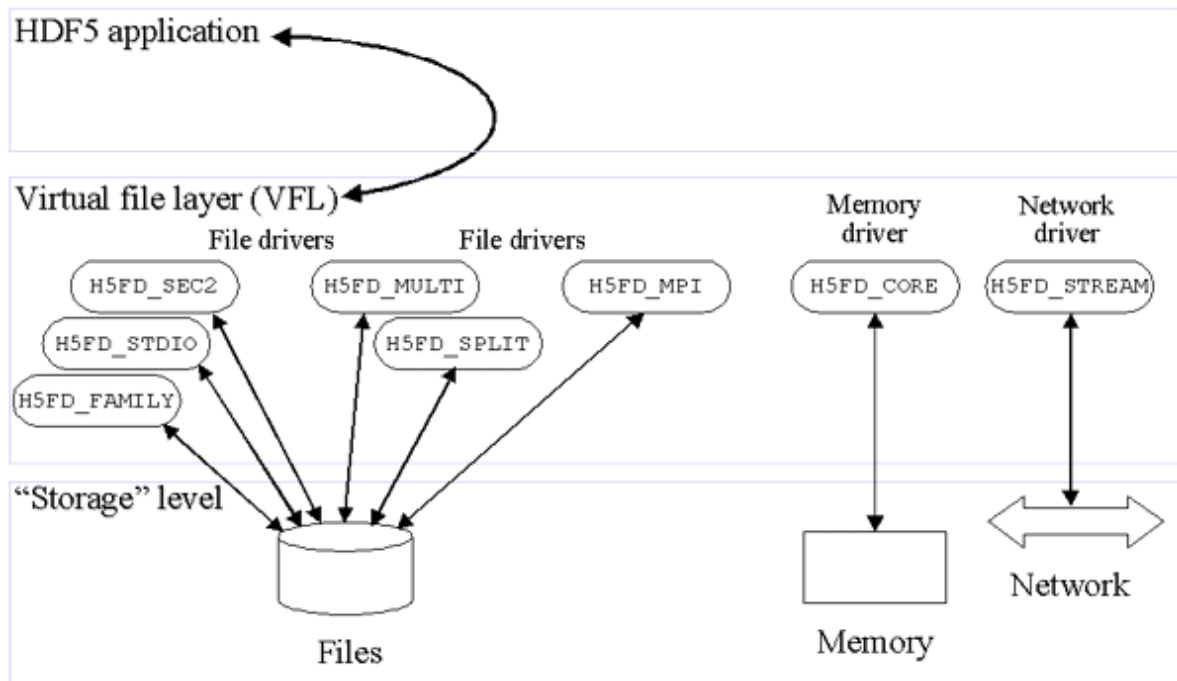 HDF5 application
Virtual file layer (VFL)
File drivers
File drivers
Memory
driver
Network
driver
H5FD_SEC2
H5FD_MULTI
H5FD_MPI
H5FD_CORE
H5FD_STREAM
H5FD_STDIO
H5FD_SPLIT
H5FD_FAMILY
“Storage” level
Files
Memory
Network